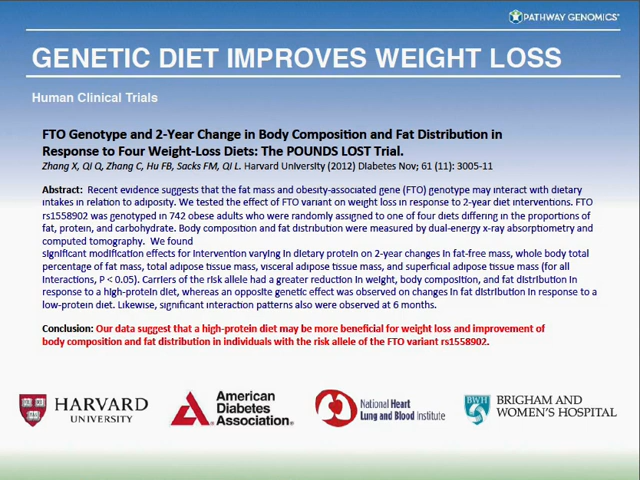 PATHWAY GENOMICS
GENETIC DIET IMPROVES WEIGHT LOSS
Human Clinical Trials
FTO Genotype and 2-Year Change in Body Composition and Fat Distribution in
Response to Four Weight-Loss Diets: The POUNDS LOST Trial.
Zhang X, Qi Q, Zhang C, Hu FB, Sacks FM, Qi L. Harvard University (2012) Diabetes Nov; 61 (11): 3005-11
Abstract: Recent evidence suggests that the fat mass and obesity-associated gene (FTO) genotype may interact with dietary
intakes in relation to adiposity. We tested the effect of FTO variant on weight loss in response to 2-year diet interventions. FTO
rs1558902 was genotyped in 742 obese adults who were randomly assigned to one of four diets differing in the proportions of
fat, protein, and carbohydrate. Body composition and fat distribution were measured by dual-energy x-ray absorptiometry and
computed tomography. We found
significant modification effects for intervention varying in dietary protein on 2-year changes in fat-free mass, whole body total
percentage of fat mass, total adipose tissue mass, visceral adipose tissue mass, and superficial adipose tissue mass (for all
interactions, P < 0.05). Carriers of the risk allele had a greater reduction in weight, body composition, and fat distribution in
response to a high-protein diet, whereas an opposite genetic effect was observed on changes in fat distribution in response to a
low-protein diet. Likewise, significant interaction patterns also were observed at 6 months.
Conclusion: Our data suggest that a high-protein diet may be more beneficial for weight loss and improvement of
body composition and fat distribution in individuals with the risk allele of the FTO variant rs1558902.
HARVARD
UNIVERSITY
American
Diabetes
Association.
National Heart
Lung and Blood Institute
BWH
BRIGHAM AND
WOMEN'S HOSPITAL